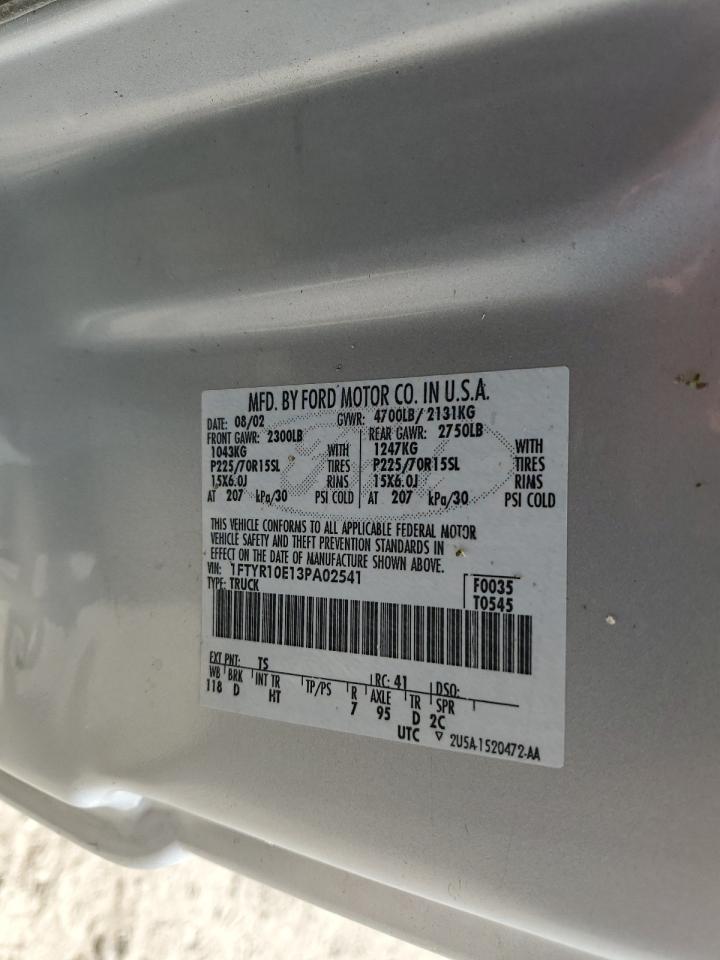 MFD. BY FORD MOTOR CO. IN U.S.A.
DATE: 08/02 GVWR: 4700LB/ 2131KG
FRONT GAWR: 2300LB REAR GAWR: 2750LB
1043KG WITH 1247KG WITH
P225/70R15SL TIRES P225/70R15SL TIRES
15X6.0J RIMS 15X6.0J RIMS
AT 207 kPa/30 PSI COLD AT 207 kPa/30 PSI COLD
THIS VEHICLE CONFORMS TO ALL APPLICABLE FEDERAL MOTOR
VEHICLE SAFETY AND THEFT PREVENTION STANDARDS IN
EFFECT ON THE DATE OF MANUFACTURE SHOWN ABOVE.
VIN: 1FTYR10E13PA02541 F0035
TYPE: TRUCK T0545
EXT PNT: TS RC: 41 DSO:
WB BRK INT TR TP/PS R AXLE TR SPR
118 D HT 7 95 D 2C
UTC ▽ 2U5A-1520472-AA